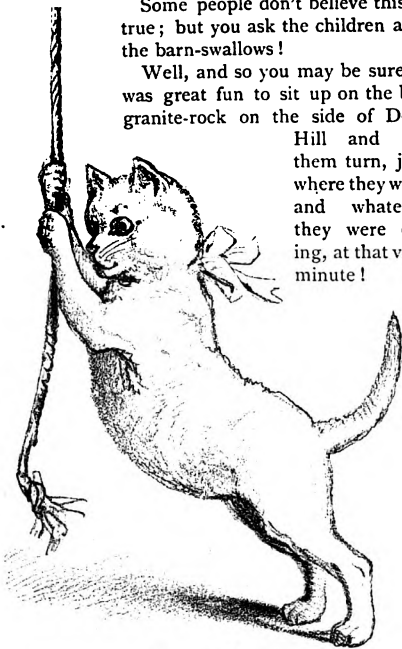 Some people don't believe this
true; but you ask the children a
the barn-swallows!
Well, and so you may be sure
was great fun to sit up on the b
granite-rock on the side of D
Hill and
them turn, j
where they w
and whate
they were
ing, at that v
minute!